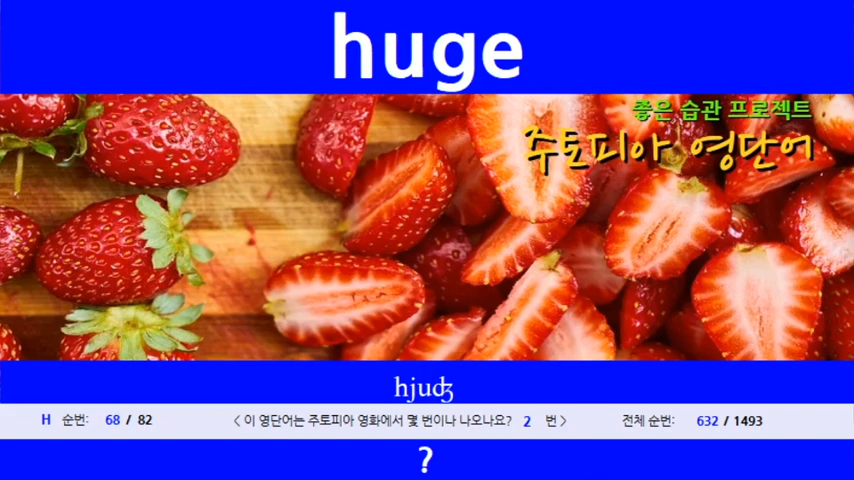 huge
좋은 습관 프로젝트
주토피아 영단어
hjuʤ
H 순번: 68 / 82 < 이 영단어는 주토피아 영화에서 몇 번이나 나오나요? 2 번 > 전체 순번: 632 / 1493
?